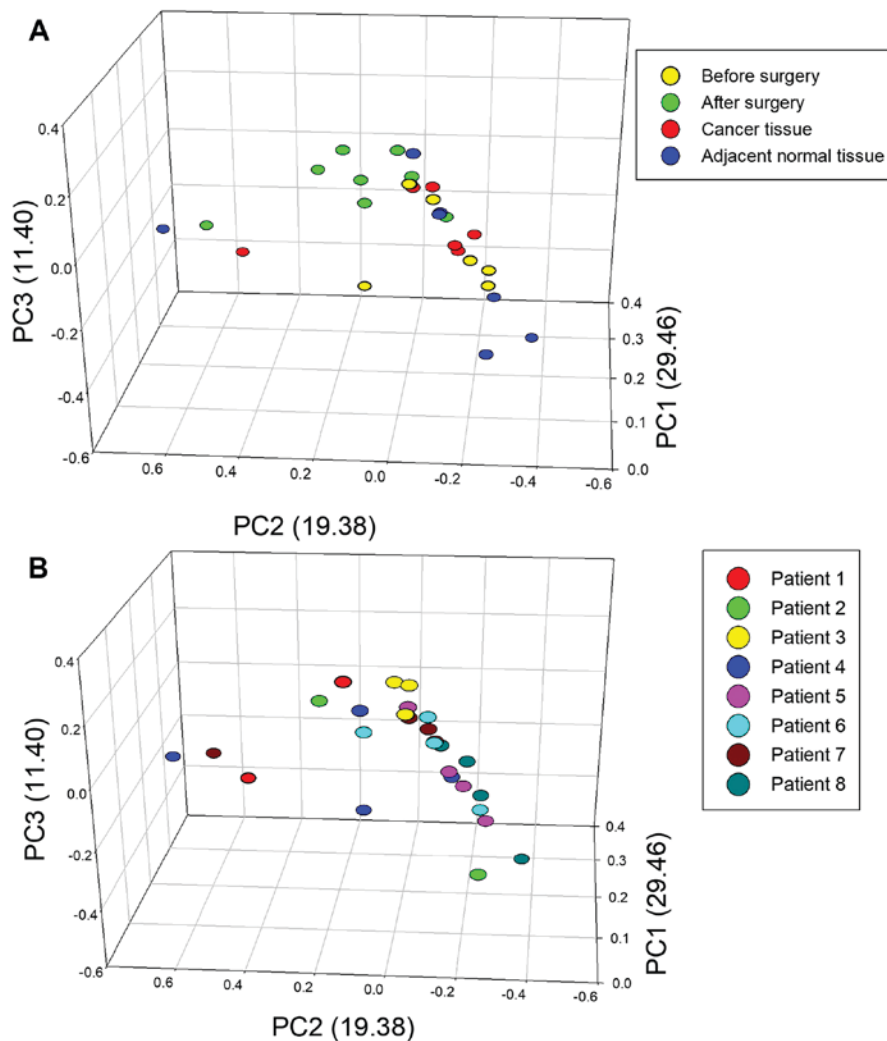 A
Before surgery
After surgery
Cancer tissue
Adjacent normal tissue
PC3 (11.40)
0.4
0.2
0.0
-0.2
-0.4
-0.6
0.6
0.4
0.2
0.0
-0.2
-0.4
-0.6
PC2 (19.38)
0.4
0.3
0.2
0.1
0.0
PC1 (29.46)
B
Patient 1
Patient 2
Patient 3
Patient 4
Patient 5
Patient 6
Patient 7
Patient 8
PC3 (11.40)
0.4
0.2
0.0
-0.2
-0.4
-0.6
0.6
0.4
0.2
0.0
-0.2
-0.4
-0.6
PC2 (19.38)
0.4
0.3
0.2
0.1
0.0
PC1 (29.46)